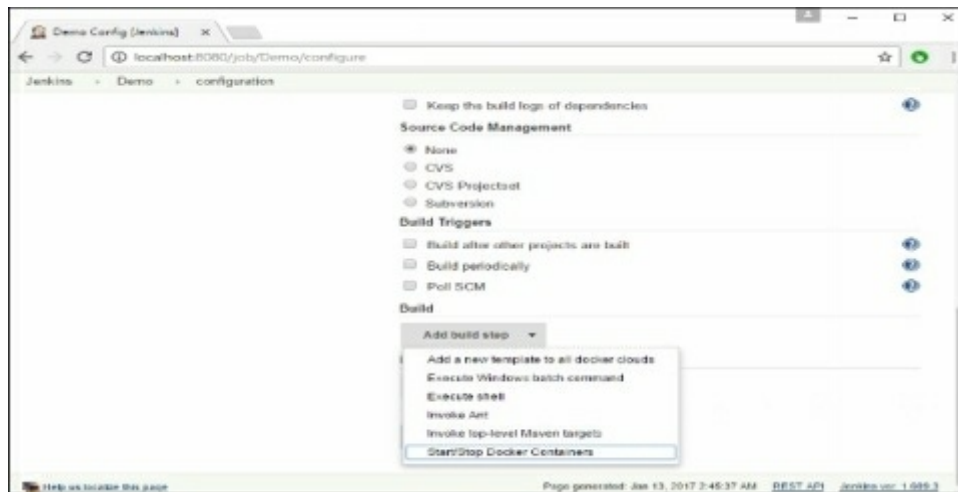 Demo Config [Jenkins]
localhost:8080/job/Demo/configure
Jenkins Demo configuration
Keep the build logs of dependencies
Source Code Management
None
CVS
CVS Projectset
Subversion
Build Triggers
Build after other projects are built
Build periodically
Poll SCM
Build
Add build step
Add a new template to all docker clouds
Execute Windows batch command
Execute shell
Invoke Ant
Invoke top-level Maven targets
Start/Stop Docker Containers
Help us localize this page
Page generated: Jan 13, 2017 2:45:37 AM REST API Jenkins ver. 1.609.3